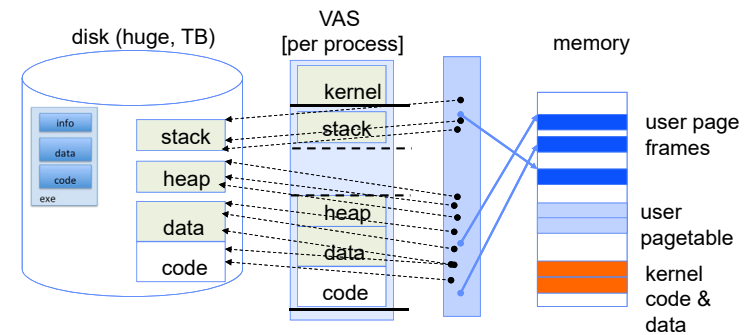 disk (huge, TB)
info
data
code
exe
stack
heap
data
code
VAS
[per process]
kernel
stack
heap
data
code
memory
user page
frames
user
pagetable
kernel
code &
data